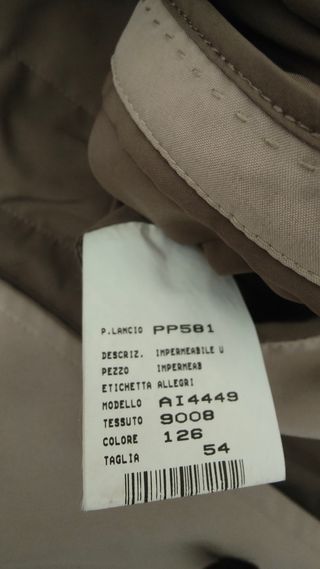 P.LANCIO PP581
DESCRIZ. IMPERMEABILE U
PEZZO IMPERMEAB
ETICHETTA ALLEGRI
MODELLO AI4449
TESSUTO 9008
COLORE 126
TAGLIA 54